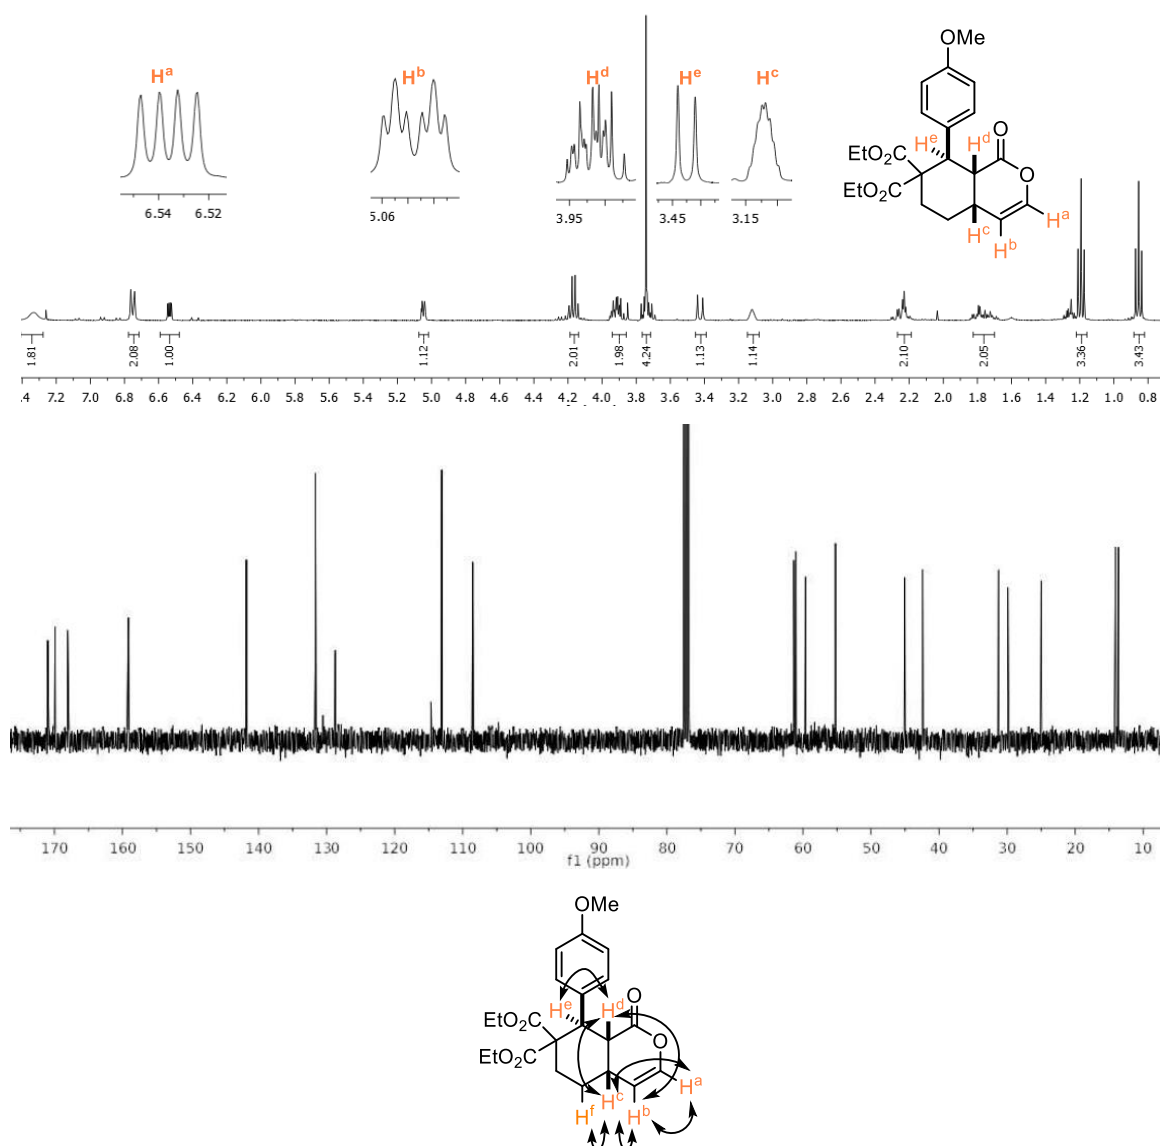 OMe
Hᵃ
Hᵇ
Hᵈ
Hᵉ
Hᶜ
Hᵉ
Hᵈ
O
EtO₂C
O
EtO₂C
Hᵃ
Hᶜ
Hᵇ
6.54 6.52
5.06
3.95
3.45
3.15
1.81 2.08 1.00 1.12 2.01 1.98 4.24 1.13 1.14 2.10 2.05 3.36 3.43
.4 7.2 7.0 6.8 6.6 6.4 6.2 6.0 5.8 5.6 5.4 5.2 5.0 4.8 4.6 4.4 4.2 4.0 3.8 3.6 3.4 3.2 3.0 2.8 2.6 2.4 2.2 2.0 1.8 1.6 1.4 1.2 1.0 0.8
170 160 150 140 130 120 110 100 90 80 70 60 50 40 30 20 10
f1 (ppm)
OMe
O
Hᵉ
Hᵈ
EtO₂C
O
EtO₂C
Hᵃ
Hᶜ
Hᶠ
Hᵇ